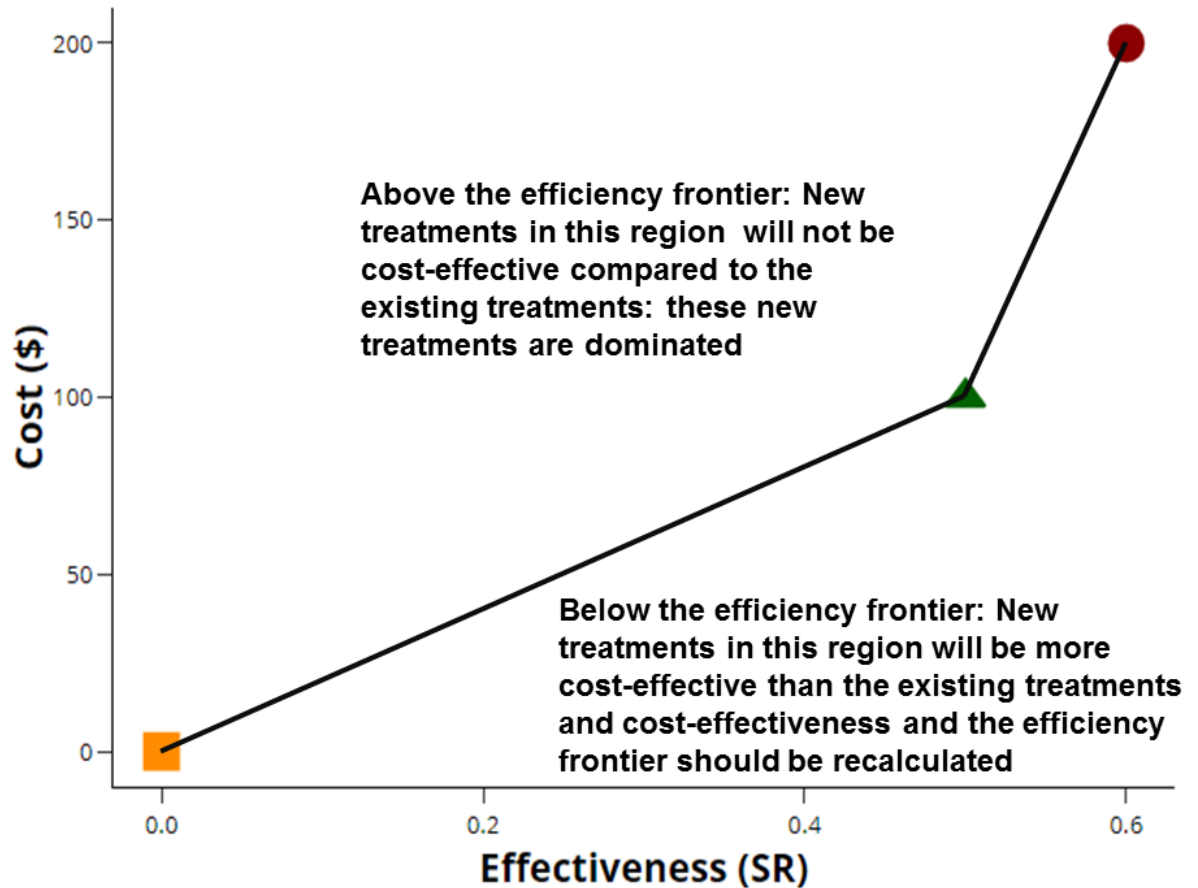 200
150
100
50
0
Cost ($)
Above the efficiency frontier: New
treatments in this region will not be
cost-effective compared to the
existing treatments: these new
treatments are dominated
Below the efficiency frontier: New
treatments in this region will be more
cost-effective than the existing treatments
and cost-effectiveness and the efficiency
frontier should be recalculated
0.0 0.2 0.4 0.6
Effectiveness (SR)